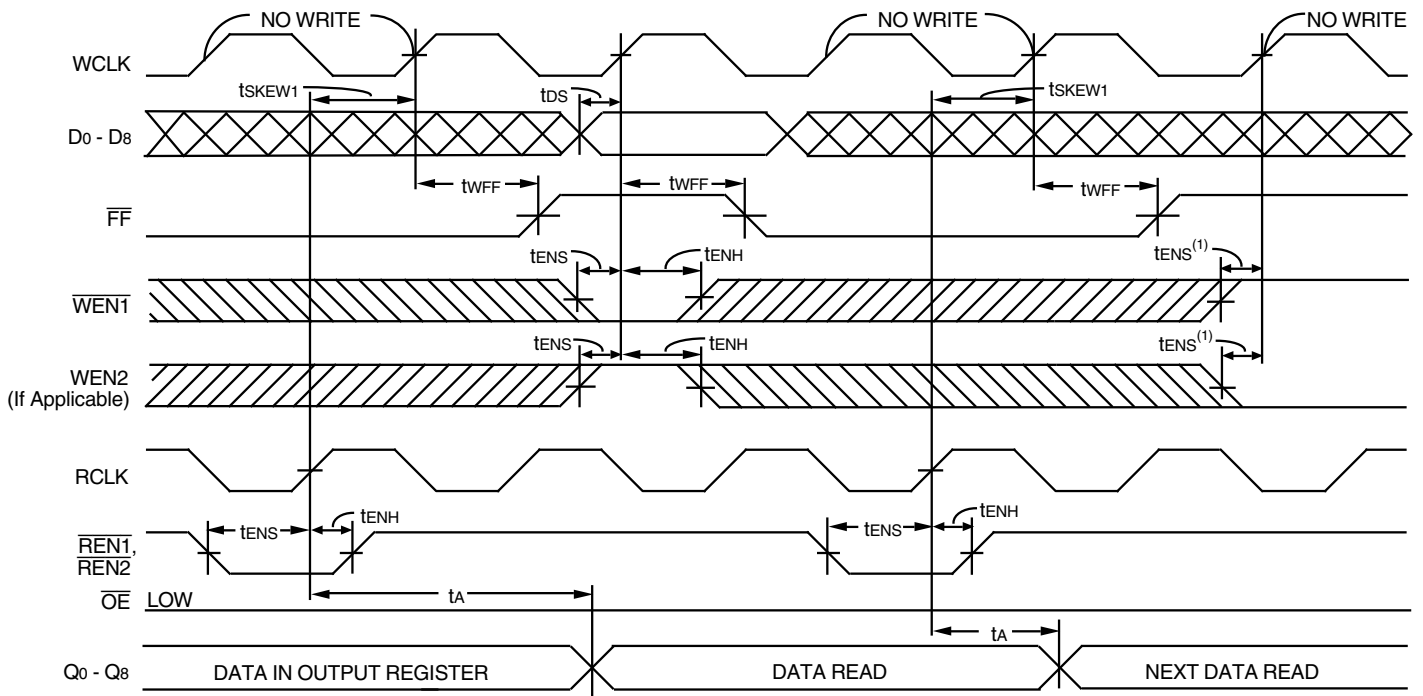 NO WRITE NO WRITE NO WRITE
WCLK
tSKEW1 tDS tSKEW1
D0 - D8
tWFF tWFF tWFF
FF
tENS tENH tENS(1)
WEN1
tENS tENH tENS(1)
WEN2
(If Applicable)
RCLK
tENS tENH tENS tENH
REN1,
REN2
tA
OE LOW
tA
Q0 - Q8 DATA IN OUTPUT REGISTER DATA READ NEXT DATA READ